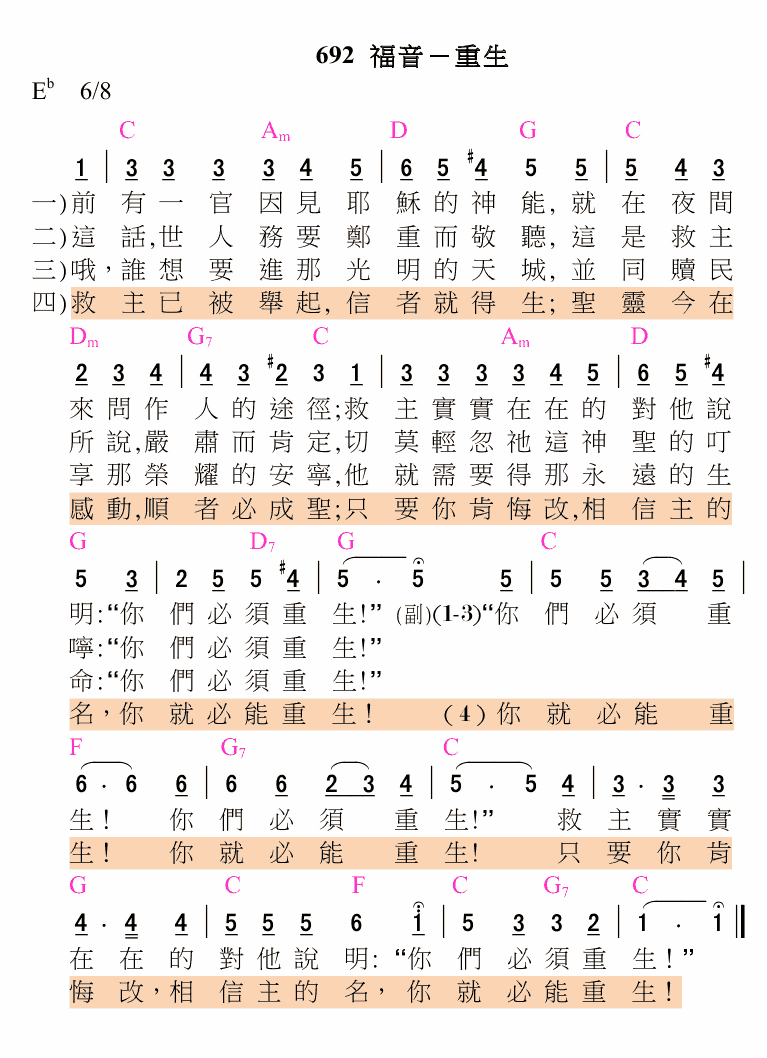 692 福音－重生
E♭ 6/8
C Am D G C
1 | 3 3 3 3 4 5 | 6 5 #4 5 5 | 5 4 3
一)前 有 一 官 因 見 耶 穌 的 神 能, 就 在 夜 間
二)這 話,世 人 務 要 鄭 重 而 敬 聽, 這 是 救 主
三)哦，誰 想 要 進 那 光 明 的 天 城, 並 同 贖 民
四)救 主 已 被 舉 起, 信 者 就 得 生; 聖 靈 今 在
Dm G7 C Am D
2 3 4 | 4 3 #2 3 1 | 3 3 3 3 4 5 | 6 5 #4
來 問 作 人 的 途 徑;救 主 實 實 在 在 的 對 他 說
所 說,嚴 肅 而 肯 定,切 莫 輕 忽 祂 這 神 聖 的 叮
享 那 榮 耀 的 安 寧,他 就 需 要 得 那 永 遠 的 生
感 動,順 者 必 成 聖;只 要 你 肯 悔 改,相 信 主 的
G D7 G C
5 3 | 2 5 5 #4 | 5 . 5 5 | 5 5 3 4 5 |
明:“你 們 必 須 重 生!” (副)(1-3)“你 們 必 須 重
嚀:“你 們 必 須 重 生!”
命:“你 們 必 須 重 生!”
名，你 就 必 能 重 生! (4) 你 就 必 能 重
F G7 C
6 . 6 6 | 6 6 2 3 4 | 5 . 5 4 | 3 . 3 3
生! 你 們 必 須 重 生!” 救 主 實 實
生! 你 就 必 能 重 生! 只 要 你 肯
G C F C G7 C
4 . 4 4 | 5 5 5 6 1 | 5 3 3 2 | 1 . 1 ||
在 在 的 對 他 說 明: “你 們 必 須 重 生!”
悔 改，相 信 主 的 名, 你 就 必 能 重 生!